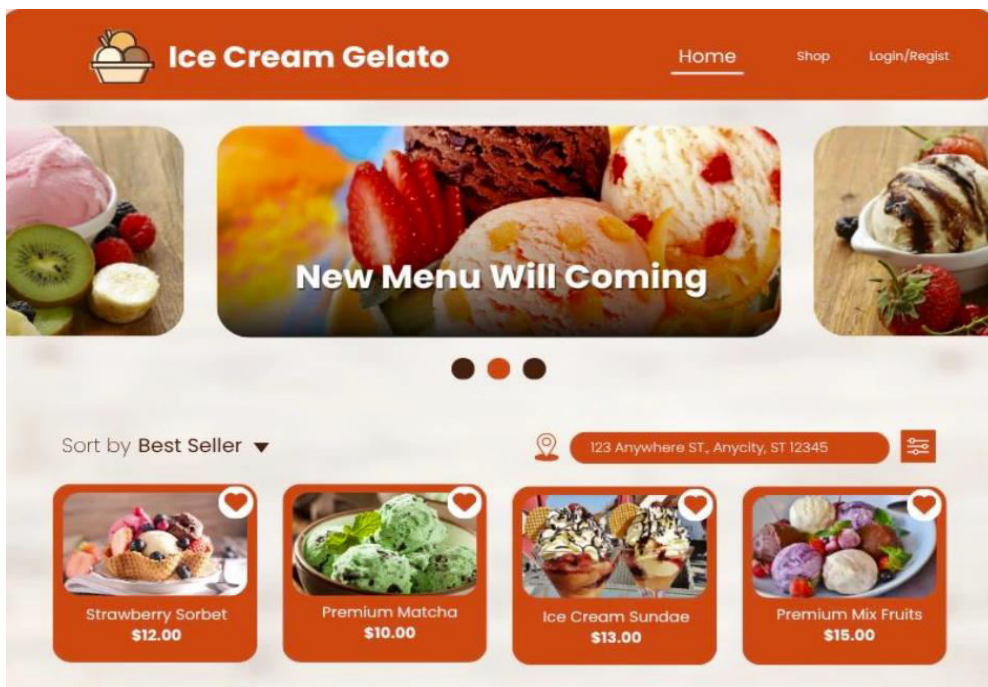 Ice Cream Gelato
Home
Shop
Login/Regist
New Menu Will Coming
Sort by Best Seller
123 Anywhere ST., Anycity, ST 12345
Strawberry Sorbet
$12.00
Premium Matcha
$10.00
Ice Cream Sundae
$13.00
Premium Mix Fruits
$15.00